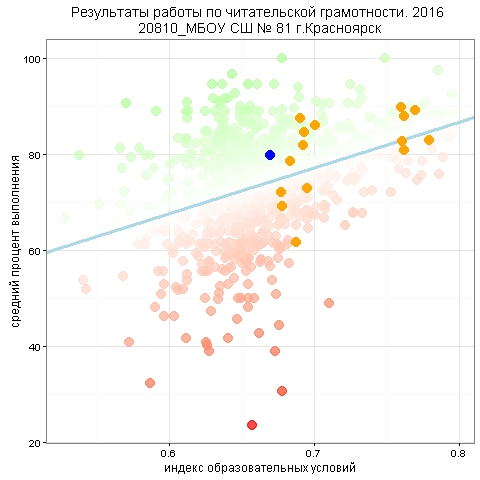 Результаты работы по читательской грамотности. 2016
20810_МБОУ СШ № 81 г.Красноярск
100
80
60
40
20
средний процент выполнения
0.6 0.7 0.8
индекс образовательных условий